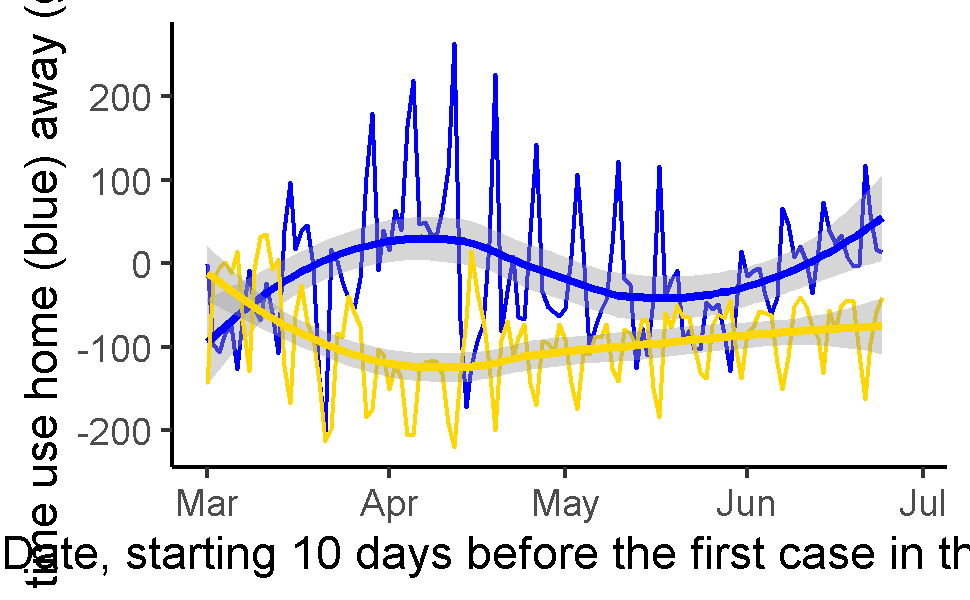 time use home (blue) away (
200
100
0
-100
-200
Mar Apr May Jun Jul
Date, starting 10 days before the first case in th